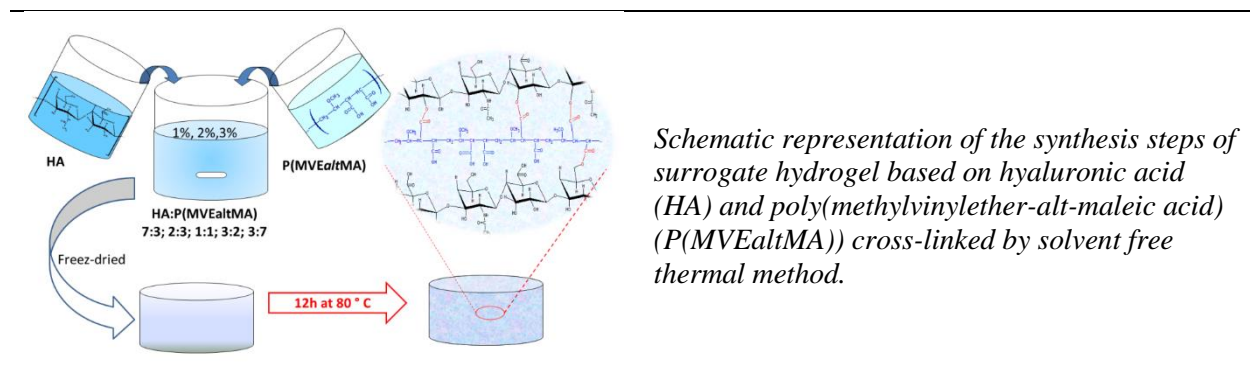 HA
1%, 2%,3%
P(MVEaltMA)
HA:P(MVEaltMA)
7:3; 2:3; 1:1; 3:2; 3:7
Freez-dried
12h at 80 ° C
Schematic representation of the synthesis steps of
surrogate hydrogel based on hyaluronic acid
(HA) and poly(methylvinylether-alt-maleic acid)
(P(MVEaltMA)) cross-linked by solvent free
thermal method.